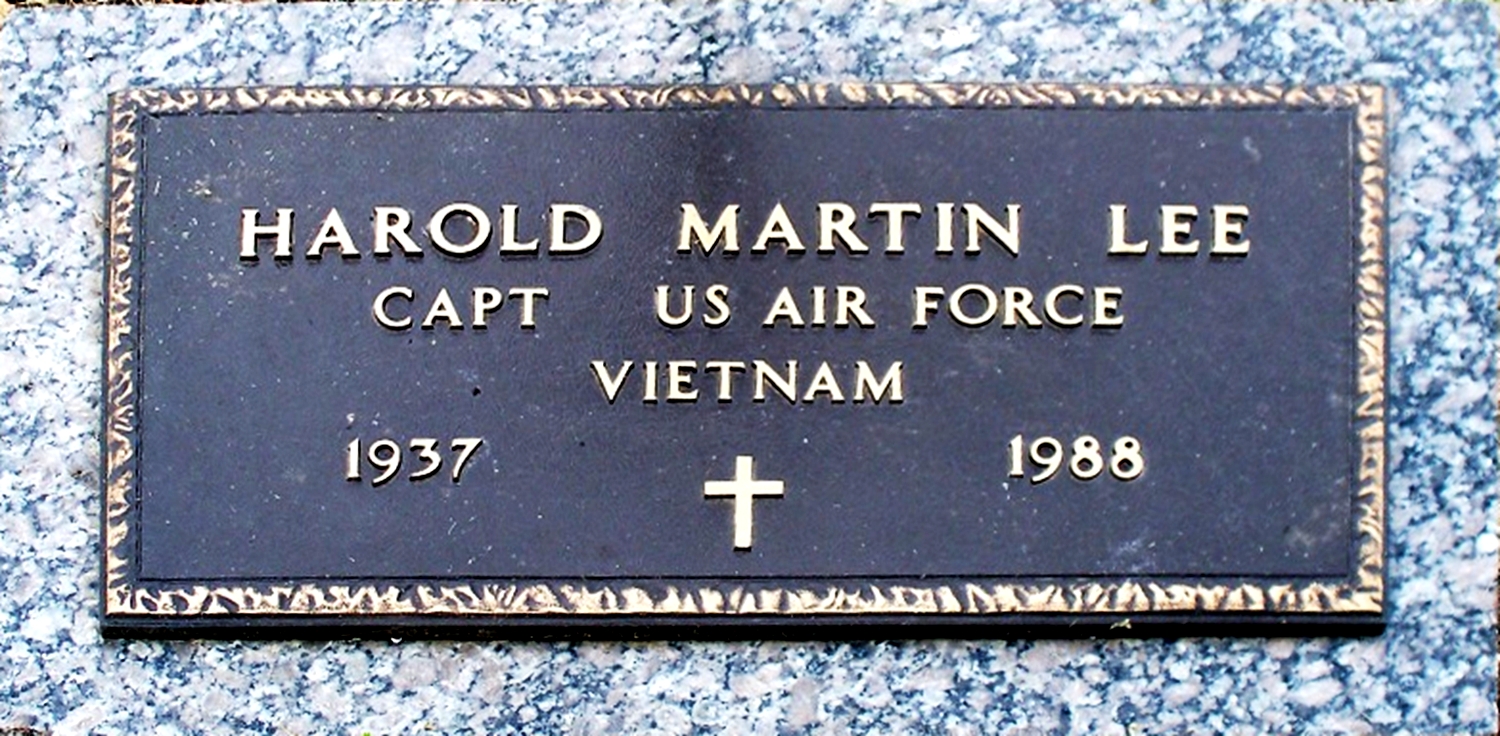 HAROLD MARTIN LEE
CAPT US AIR FORCE
VIETNAM
1937 1988